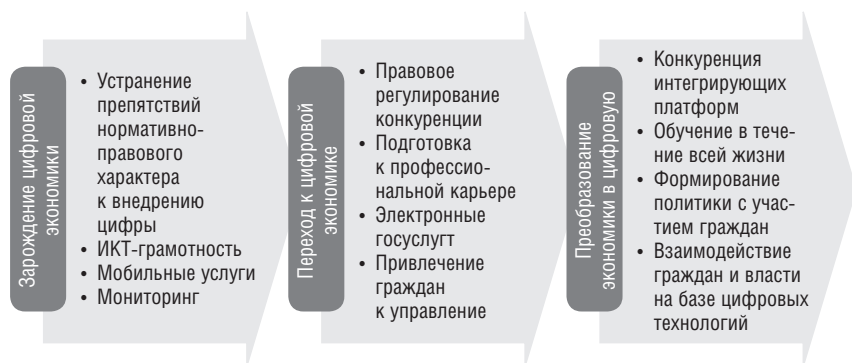 Зарождение цифровой
экономики
• Устранение
препятствий
нормативно-
правового
характера
к внедрению
цифры
• ИКТ-грамотность
• Мобильные услуги
• Мониторинг
Переход к цифровой
экономике
• Правовое
регулирование
конкуренции
• Подготовка
к профессио-
нальной карьере
• Электронные
госуслугт
• Привлечение
граждан
к управление
Преобразование
экономики в цифровую
• Конкуренция
интегрирующих
платформ
• Обучение в тече-
ние всей жизни
• Формирование
политики с учас-
тием граждан
• Взаимодействие
граждан и власти
на базе цифровых
технологий